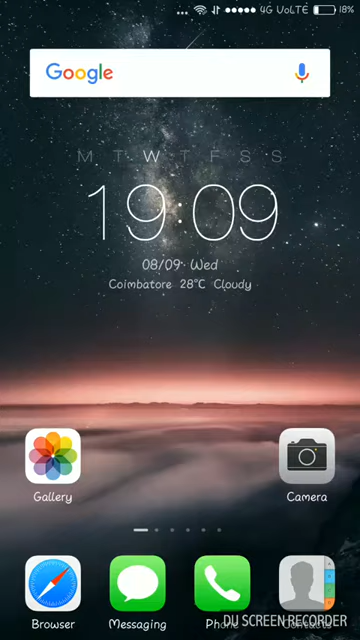 ... 4G VoLTE 18%
Google
M T W T F S S
19:09
08/09 Wed
Coimbatore 28°C Cloudy
Gallery
Camera
Browser
Messaging
Phone
Contacts
DU SCREEN RECORDER